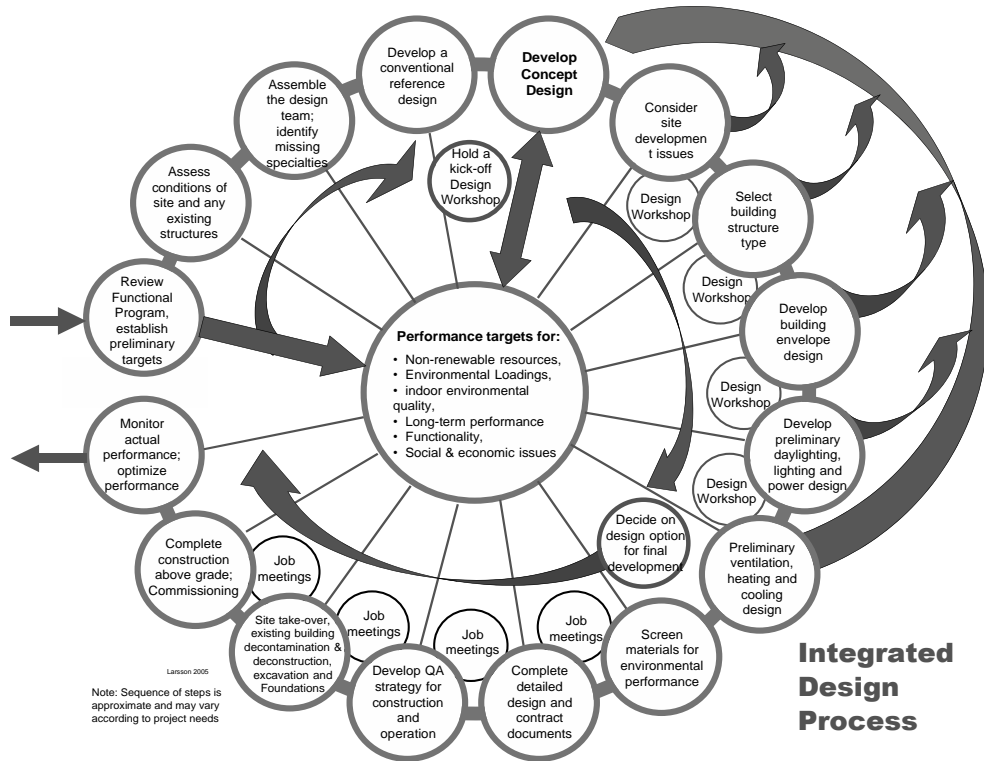 Develop a
conventional
reference
design
Develop
Concept
Design
Assemble
the design
team;
identify
missing
specialties
Consider
site
developmen
t issues
Hold a
kick-off
Design
Workshop
Assess
conditions of
site and any
existing
structures
Design
Workshop
Select
building
structure
type
Review
Functional
Program,
establish
preliminary
targets
Design
Workshop
Develop
building
envelope
design
Performance targets for:
• Non-renewable resources,
• Environmental Loadings,
• indoor environmental
quality,
• Long-term performance
• Functionality,
• Social & economic issues
Design
Workshop
Monitor
actual
performance;
optimize
performance
Develop
preliminary
daylighting,
lighting and
power design
Design
Workshop
Decide on
design option
for final
development
Complete
construction
above grade;
Commissioning
Job
meetings
Preliminary
ventilation,
heating and
cooling
design
Site take-over,
existing building
decontamination &
deconstruction,
excavation and
Foundations
Job
meetings
Job
meetings
Job
meetings
Screen
materials for
environmental
performance
Develop QA
strategy for
construction
and
operation
Complete
detailed
design and
contract
documents
Larsson 2005
Note: Sequence of steps is
approximate and may vary
according to project needs
Integrated
Design
Process